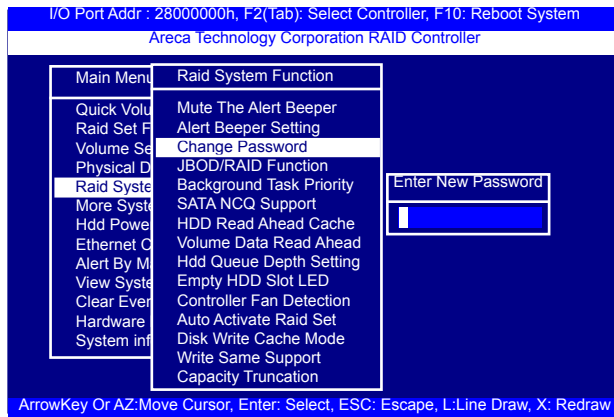 I/O Port Addr : 28000000h, F2(Tab): Select Controller, F10: Reboot System
Areca Technology Corporation RAID Controller
Main Menu
Quick Volu
Raid Set F
Volume Se
Physical D
Raid Syste
More Syste
Hdd Powe
Ethernet C
Alert By M
View Syste
Clear Even
Hardware
System inf
Raid System Function
Mute The Alert Beeper
Alert Beeper Setting
Change Password
JBOD/RAID Function
Background Task Priority
SATA NCQ Support
HDD Read Ahead Cache
Volume Data Read Ahead
Hdd Queue Depth Setting
Empty HDD Slot LED
Controller Fan Detection
Auto Activate Raid Set
Disk Write Cache Mode
Write Same Support
Capacity Truncation
Enter New Password
ArrowKey Or AZ:Move Cursor, Enter: Select, ESC: Escape, L:Line Draw, X: Redraw